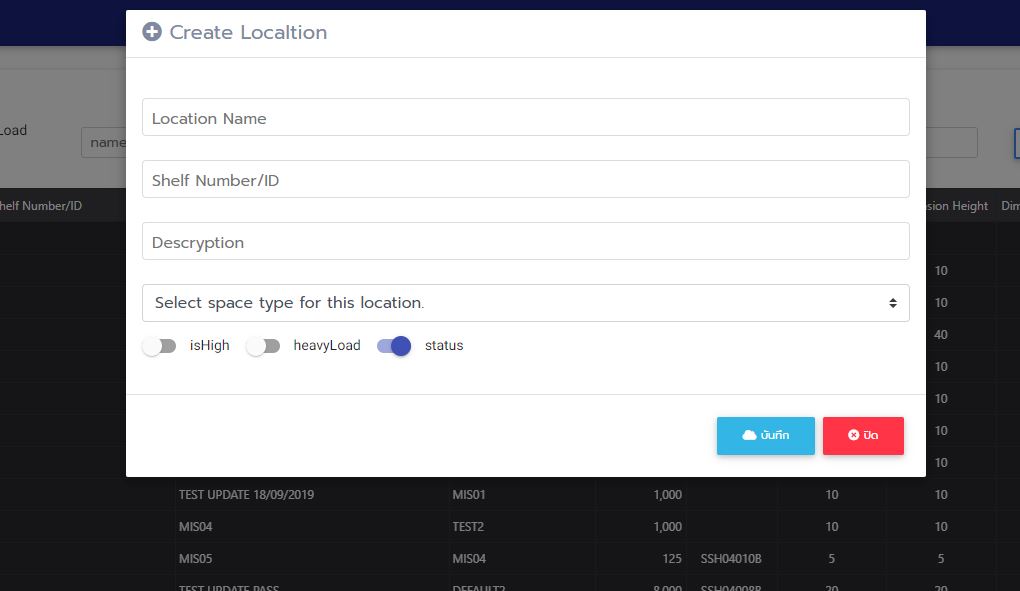 Create Localtion
Location Name
Load
name
Shelf Number/ID
helf Number/ID
sion Height
Descryption
10
Select space type for this location.
10
40
isHigh heavyLoad status
10
10
บันทึก ปิด
10
10
TEST UPDATE 18/09/2019 MIS01 1,000 10 10
MIS04 TEST2 1,000 10 10
MIS05 MIS04 125 SSH04010B 5 5
TEST UPDATE PASS DEFAULT2 8,000 SSH04008B 20 20